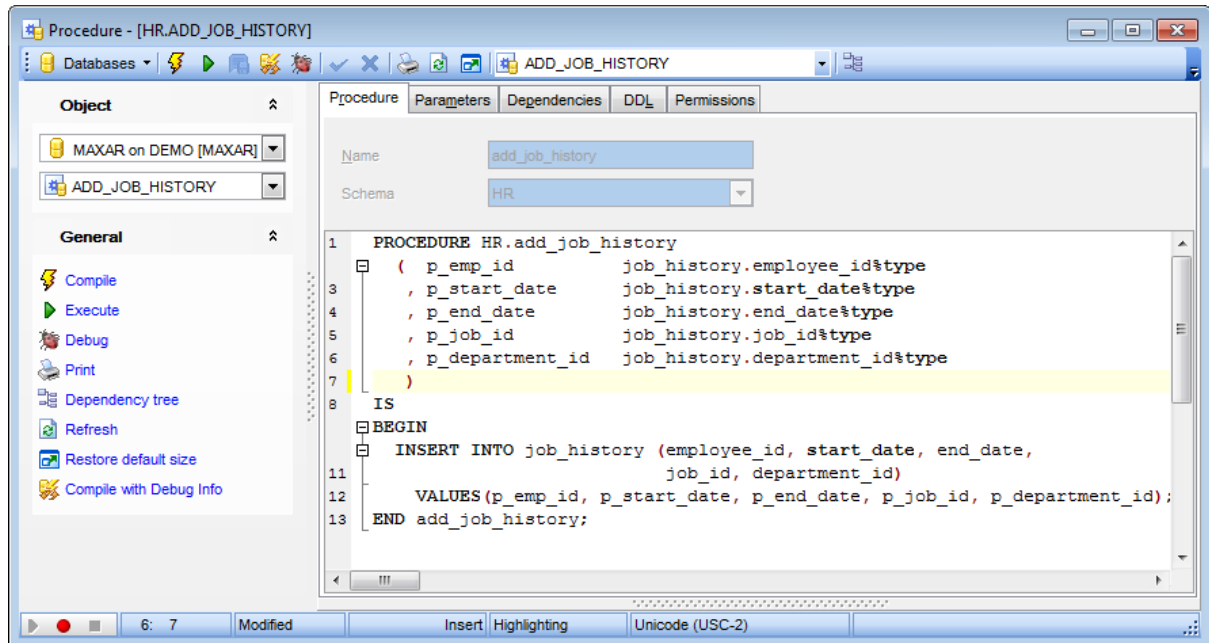 Procedure - [HR.ADD_JOB_HISTORY]
Databases ADD_JOB_HISTORY
Object
MAXAR on DEMO [MAXAR]
ADD_JOB_HISTORY
General
Compile
Execute
Debug
Print
Dependency tree
Refresh
Restore default size
Compile with Debug Info
Procedure Parameters Dependencies DDL Permissions
Name add_job_history
Schema HR
1 PROCEDURE HR.add_job_history
( p_emp_id job_history.employee_id%type
3 , p_start_date job_history.start_date%type
4 , p_end_date job_history.end_date%type
5 , p_job_id job_history.job_id%type
6 , p_department_id job_history.department_id%type
7 )
8 IS
BEGIN
INSERT INTO job_history (employee_id, start_date, end_date,
11 job_id, department_id)
12 VALUES(p_emp_id, p_start_date, p_end_date, p_job_id, p_department_id);
13 END add_job_history;
6: 7 Modified Insert Highlighting Unicode (USC-2)